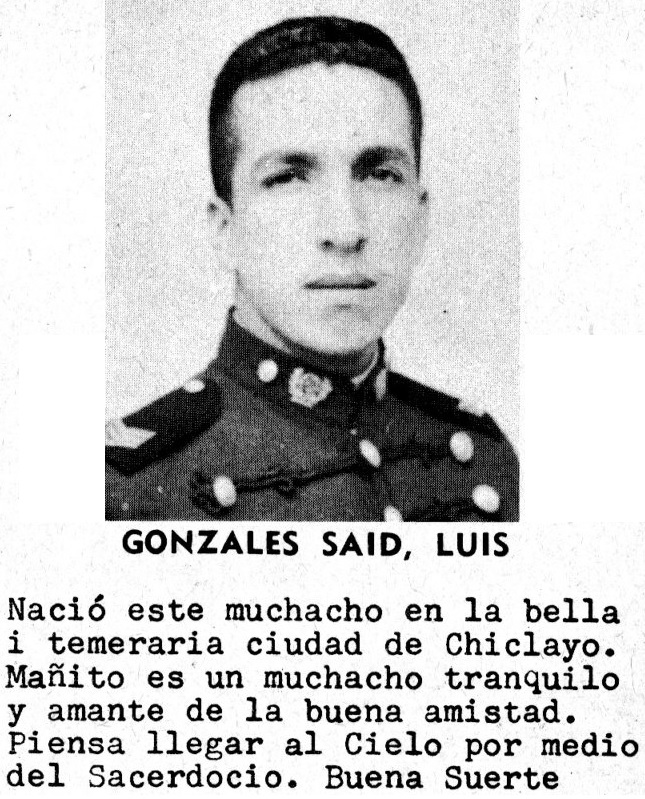 GONZALES SAID, LUIS
Nació este muchacho en la bella
i temeraria ciudad de Chiclayo.
Mañito es un muchacho tranquilo
y amante de la buena amistad.
Piensa llegar al Cielo por medio
del Sacerdocio. Buena Suerte